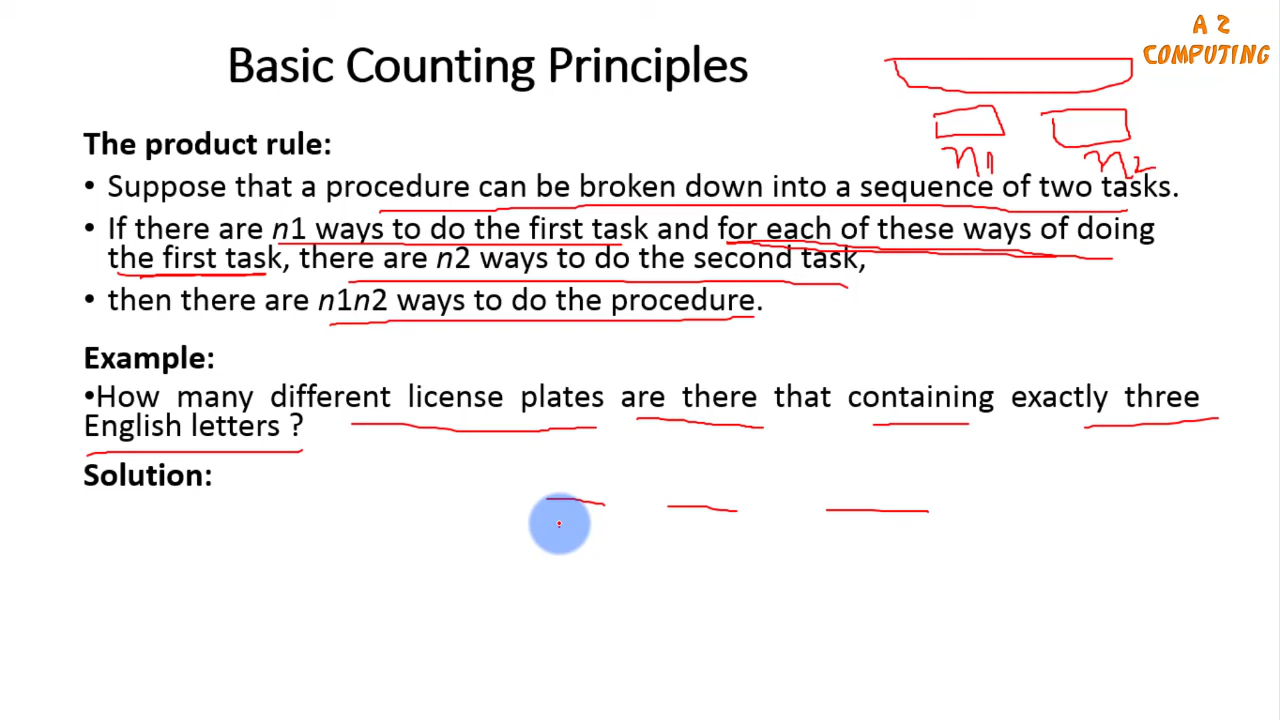 A Z
COMPUTING
Basic Counting Principles
n1 n2
The product rule:
• Suppose that a procedure can be broken down into a sequence of two tasks.
• If there are n1 ways to do the first task and for each of these ways of doing
the first task, there are n2 ways to do the second task,
• then there are n1n2 ways to do the procedure.
Example:
•How many different license plates are there that containing exactly three
English letters ?
Solution: